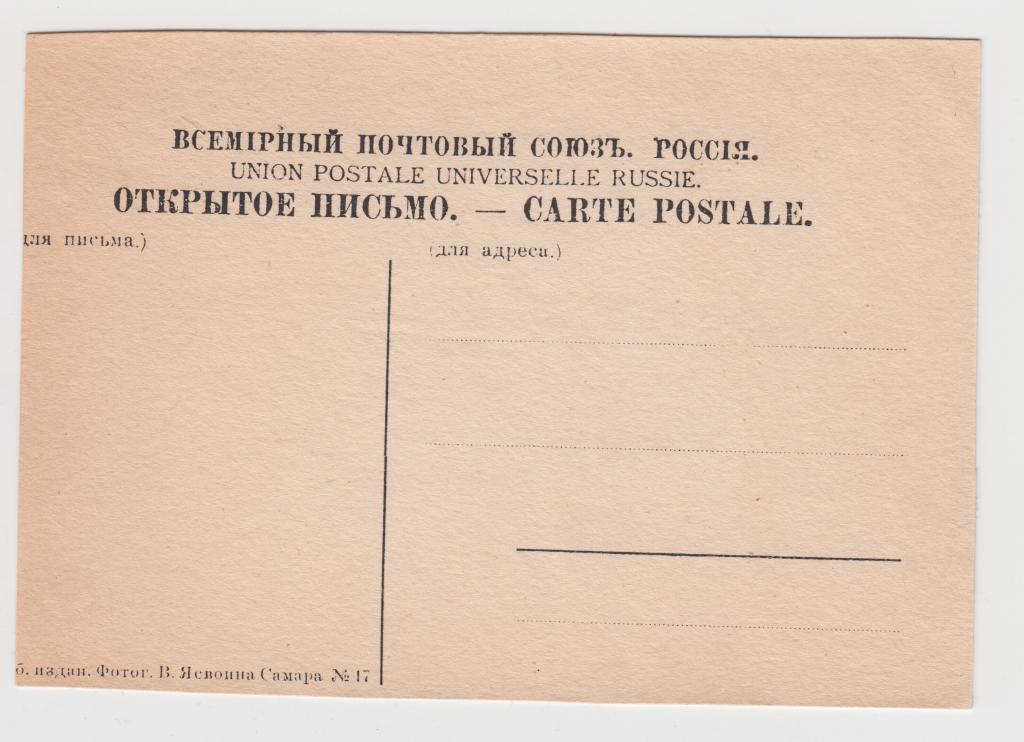 ВСЕМІРНЫЙ ПОЧТОВЫЙ СОЮЗЪ. РОССІЯ.
UNION POSTALE UNIVERSELLE RUSSIE.
ОТКРЫТОЕ ПИСЬМО. — CARTE POSTALE.
для письма.)
(для адреса.)
б. издан. Фотог. В. Ясвоина Самара № 17